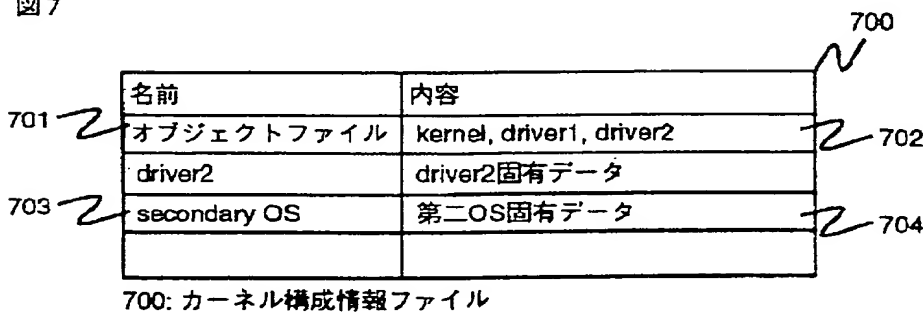 図7
700
名前 内容
701 オブジェクトファイル kernel, driver1, driver2 702
driver2 driver2固有データ
703 secondary OS 第二OS固有データ 704
700: カーネル構成情報ファイル